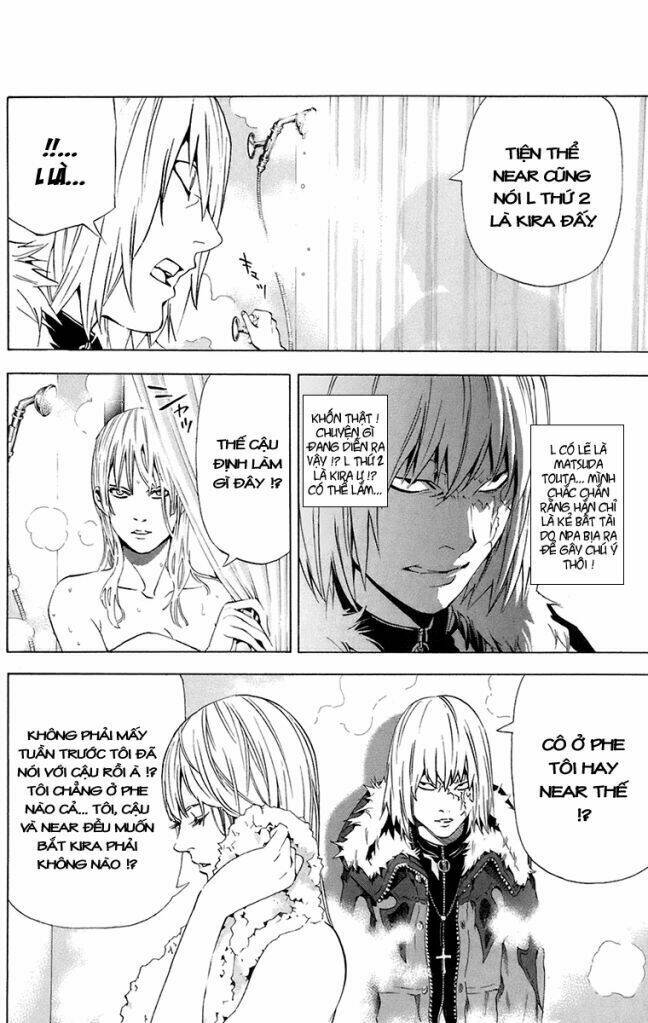 TIỆN THỂ
NEAR CŨNG
NÓI L THỨ 2
LÀ KIRA ĐẤY.
!!...
L LÀ...
L CÓ LẼ LÀ
MATSUDA
TOUTA... MÌNH
CHẮC CHẮN
RẰNG HẮN CHỈ
LÀ KẺ BẤT TÀI
DO NPA BỊA RA
ĐỂ GÂY CHÚ Ý
THÔI !
KHỐN THẬT !
CHUYỆN GÌ
ĐANG DIỄN RA
VẬY !? L THỨ 2
LÀ KIRA Ư !?
CÓ THỂ LẮM...
THẾ CẬU
ĐỊNH LÀM
GÌ ĐÂY !?
CÔ Ở PHE
TÔI HAY
NEAR THẾ
!?
KHÔNG PHẢI MẤY
TUẦN TRƯỚC TÔI ĐÃ
NÓI VỚI CẬU RỒI À !?
TÔI CHẲNG Ở PHE
NÀO CẢ... TÔI, CẬU
VÀ NEAR ĐỀU MUỐN
BẮT KIRA PHẢI
KHÔNG NÀO !?